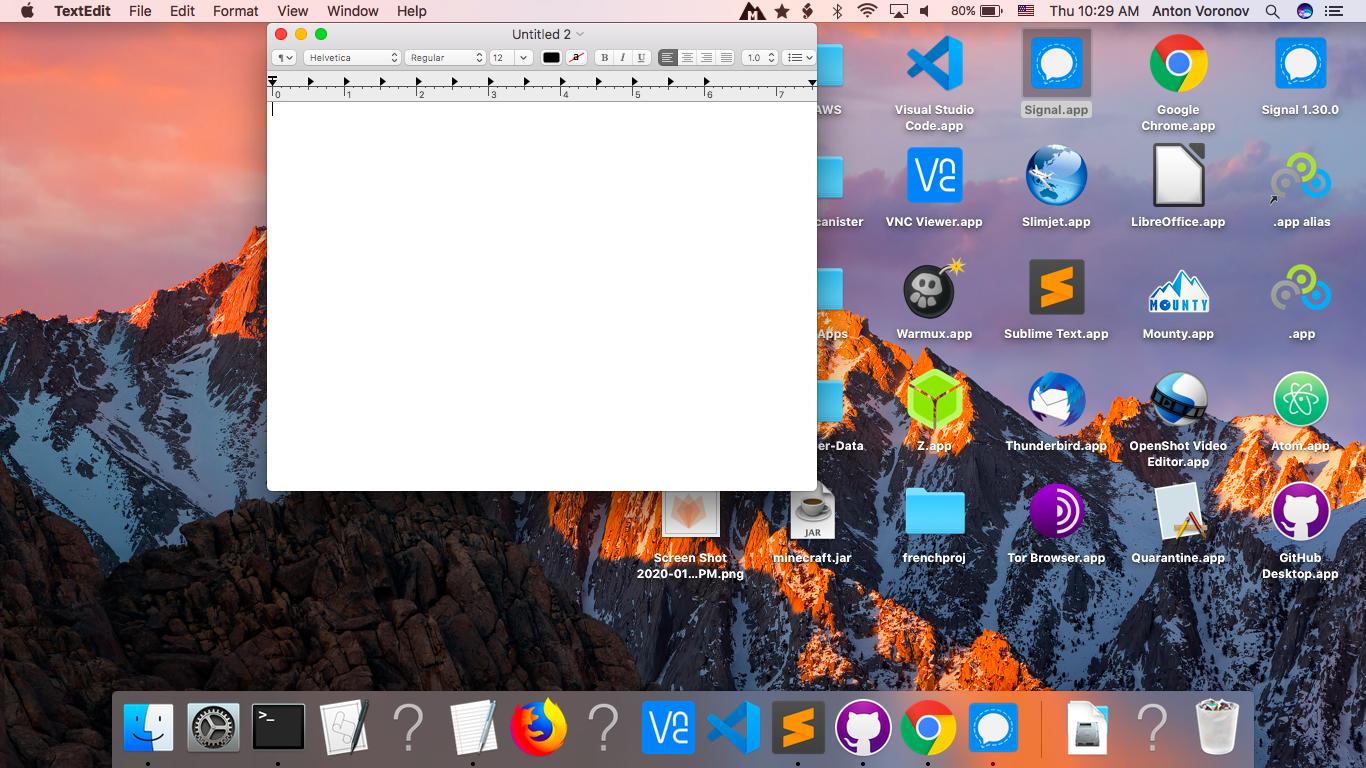 TextEdit File Edit Format View Window Help 80% Thu 10:29 AM Anton Voronov
Untitled 2
¶ Helvetica Regular 12 a B I U 1.0
0 1 2 3 4 5 6 7
AWS
Visual Studio
Code.app
Signal.app
Google
Chrome.app
Signal 1.30.0
canister
VNC Viewer.app
Slimjet.app
LibreOffice.app
.app alias
Apps
Warmux.app
Sublime Text.app
MOUNTY
Mounty.app
.app
er-Data
Z.app
Thunderbird.app
OpenShot Video
Editor.app
Atom.app
Screen Shot
2020-01...PM.png
JAR
minecraft.jar
frenchproj
Tor Browser.app
Quarantine.app
GitHub
Desktop.app
>_ ? ? ?